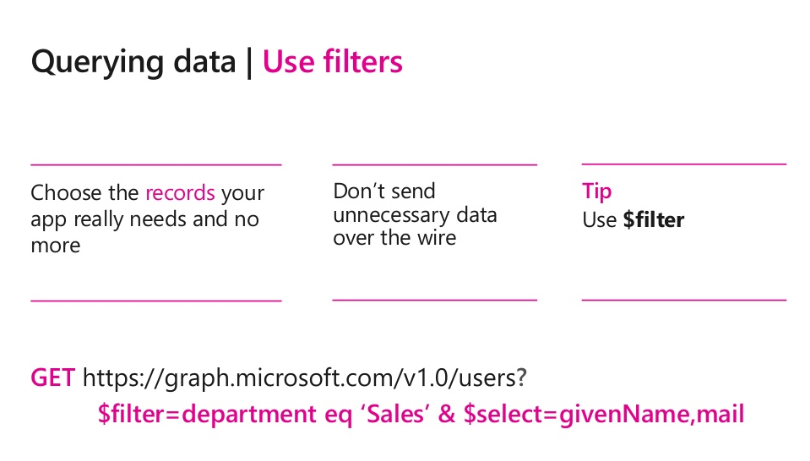 Querying data | Use filters
Choose the records your
app really needs and no
more
Don’t send
unnecessary data
over the wire
Tip
Use $filter
GET https://graph.microsoft.com/v1.0/users?
$filter=department eq ‘Sales’ & $select=givenName,mail